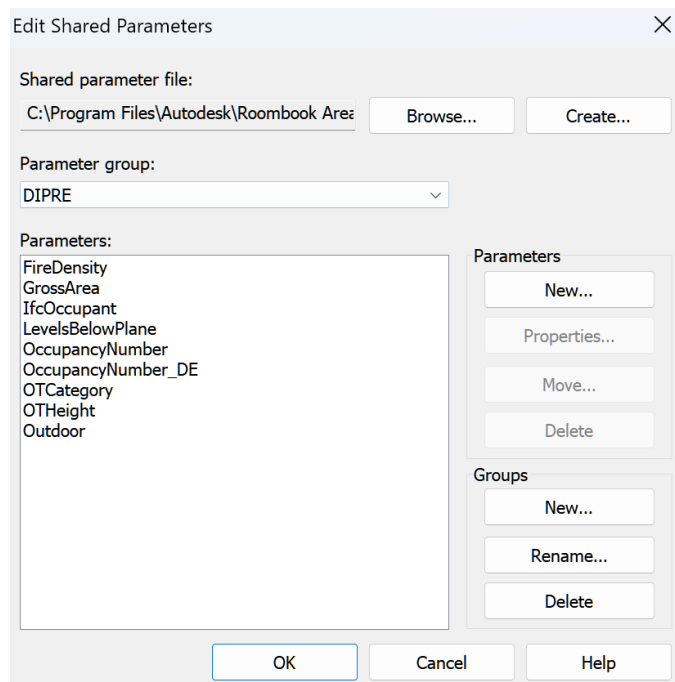 Edit Shared Parameters
Shared parameter file:
C:\Program Files\Autodesk\Roombook Area
Browse...
Create...
Parameter group:
DIPRE
Parameters:
FireDensity
GrossArea
IfcOccupant
LevelsBelowPlane
OccupancyNumber
OccupancyNumber_DE
OTCategory
OTHeight
Outdoor
Parameters
New...
Properties...
Move...
Delete
Groups
New...
Rename...
Delete
OK
Cancel
Help